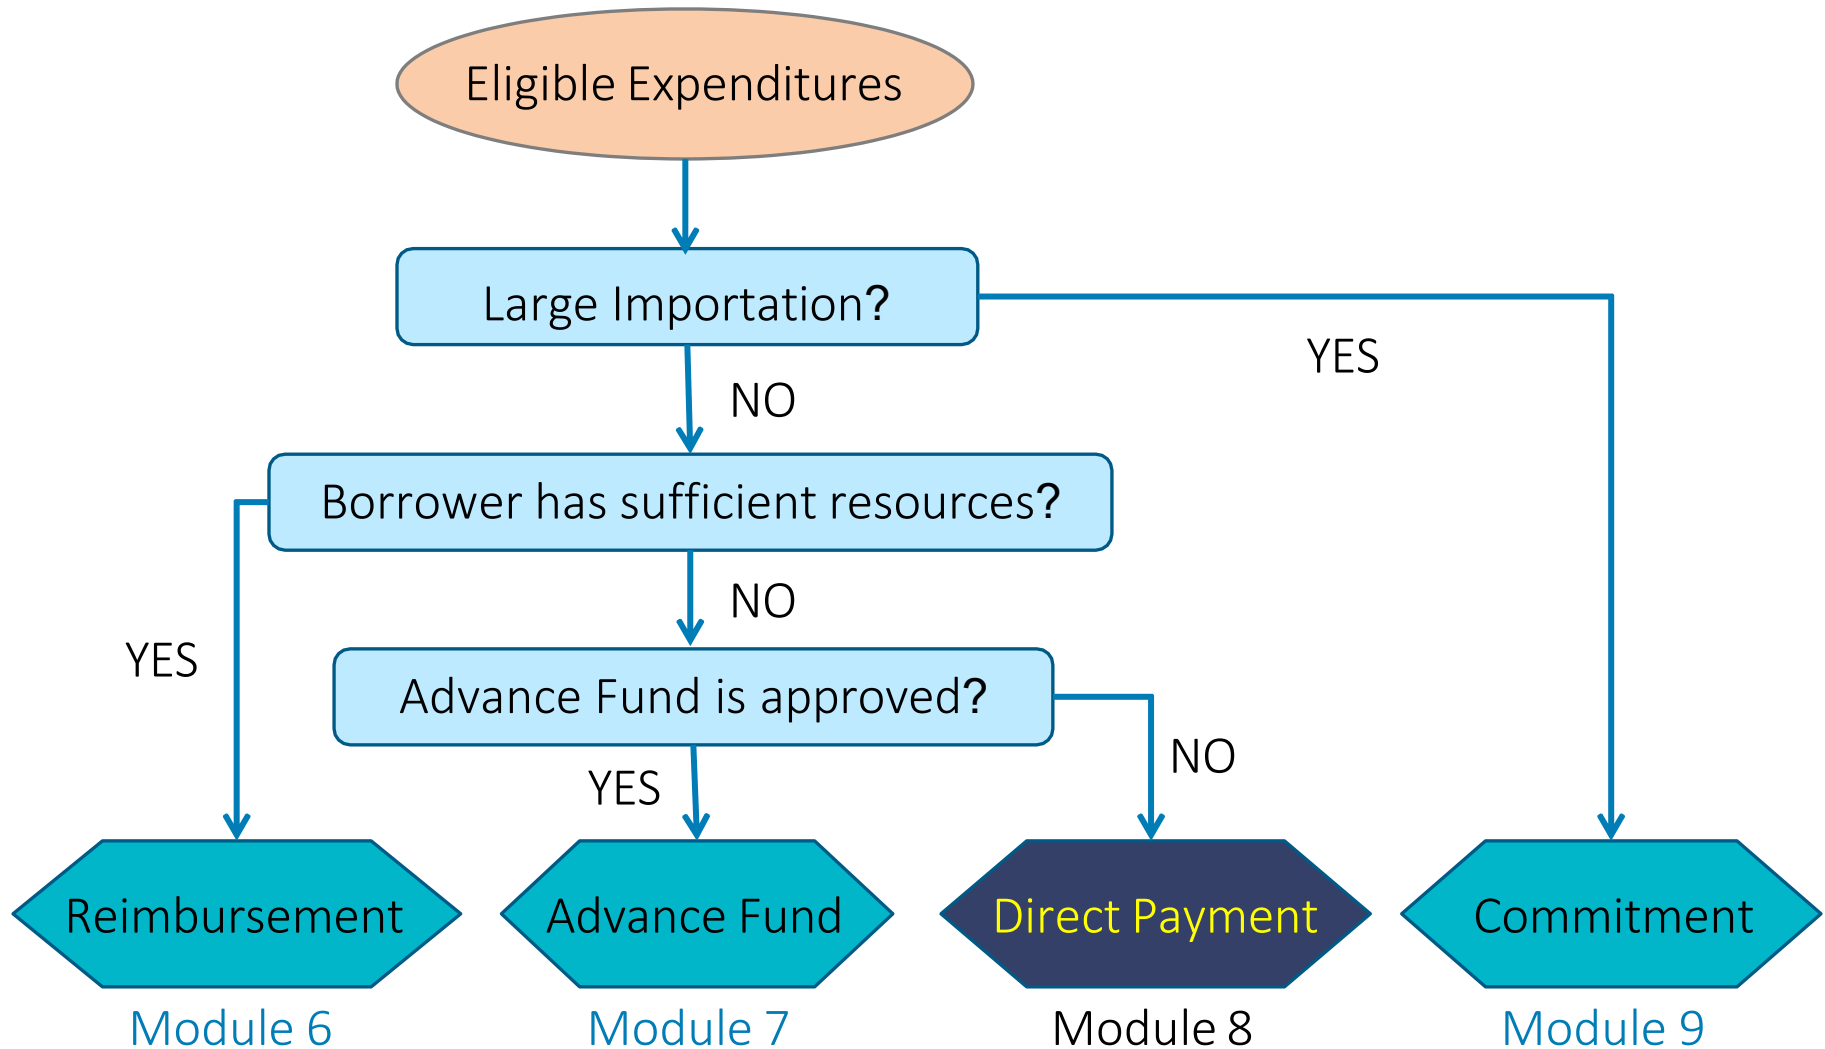 Eligible Expenditures
Large Importation?
YES
NO
Borrower has sufficient resources?
NO
YES
Advance Fund is approved?
NO
YES
Reimbursement
Advance Fund
Direct Payment
Commitment
Module 6
Module 7
Module 8
Module 9